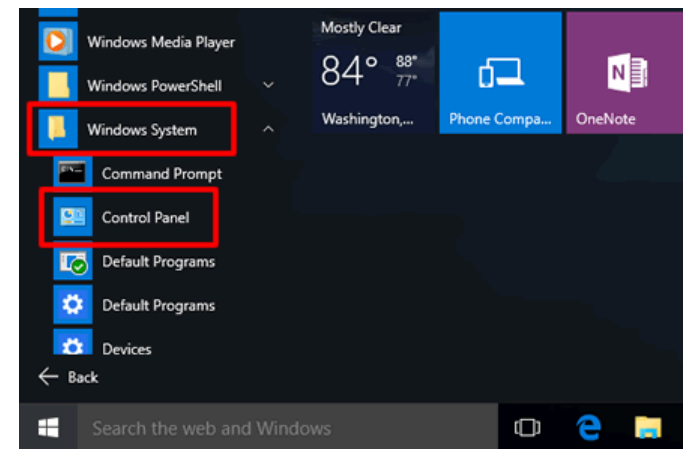 Windows Media Player
Windows PowerShell
Windows System
Command Prompt
Control Panel
Default Programs
Default Programs
Devices
Back
Mostly Clear
84° 88°
77°
Washington,...
Phone Compa...
OneNote
N
Search the web and Windows